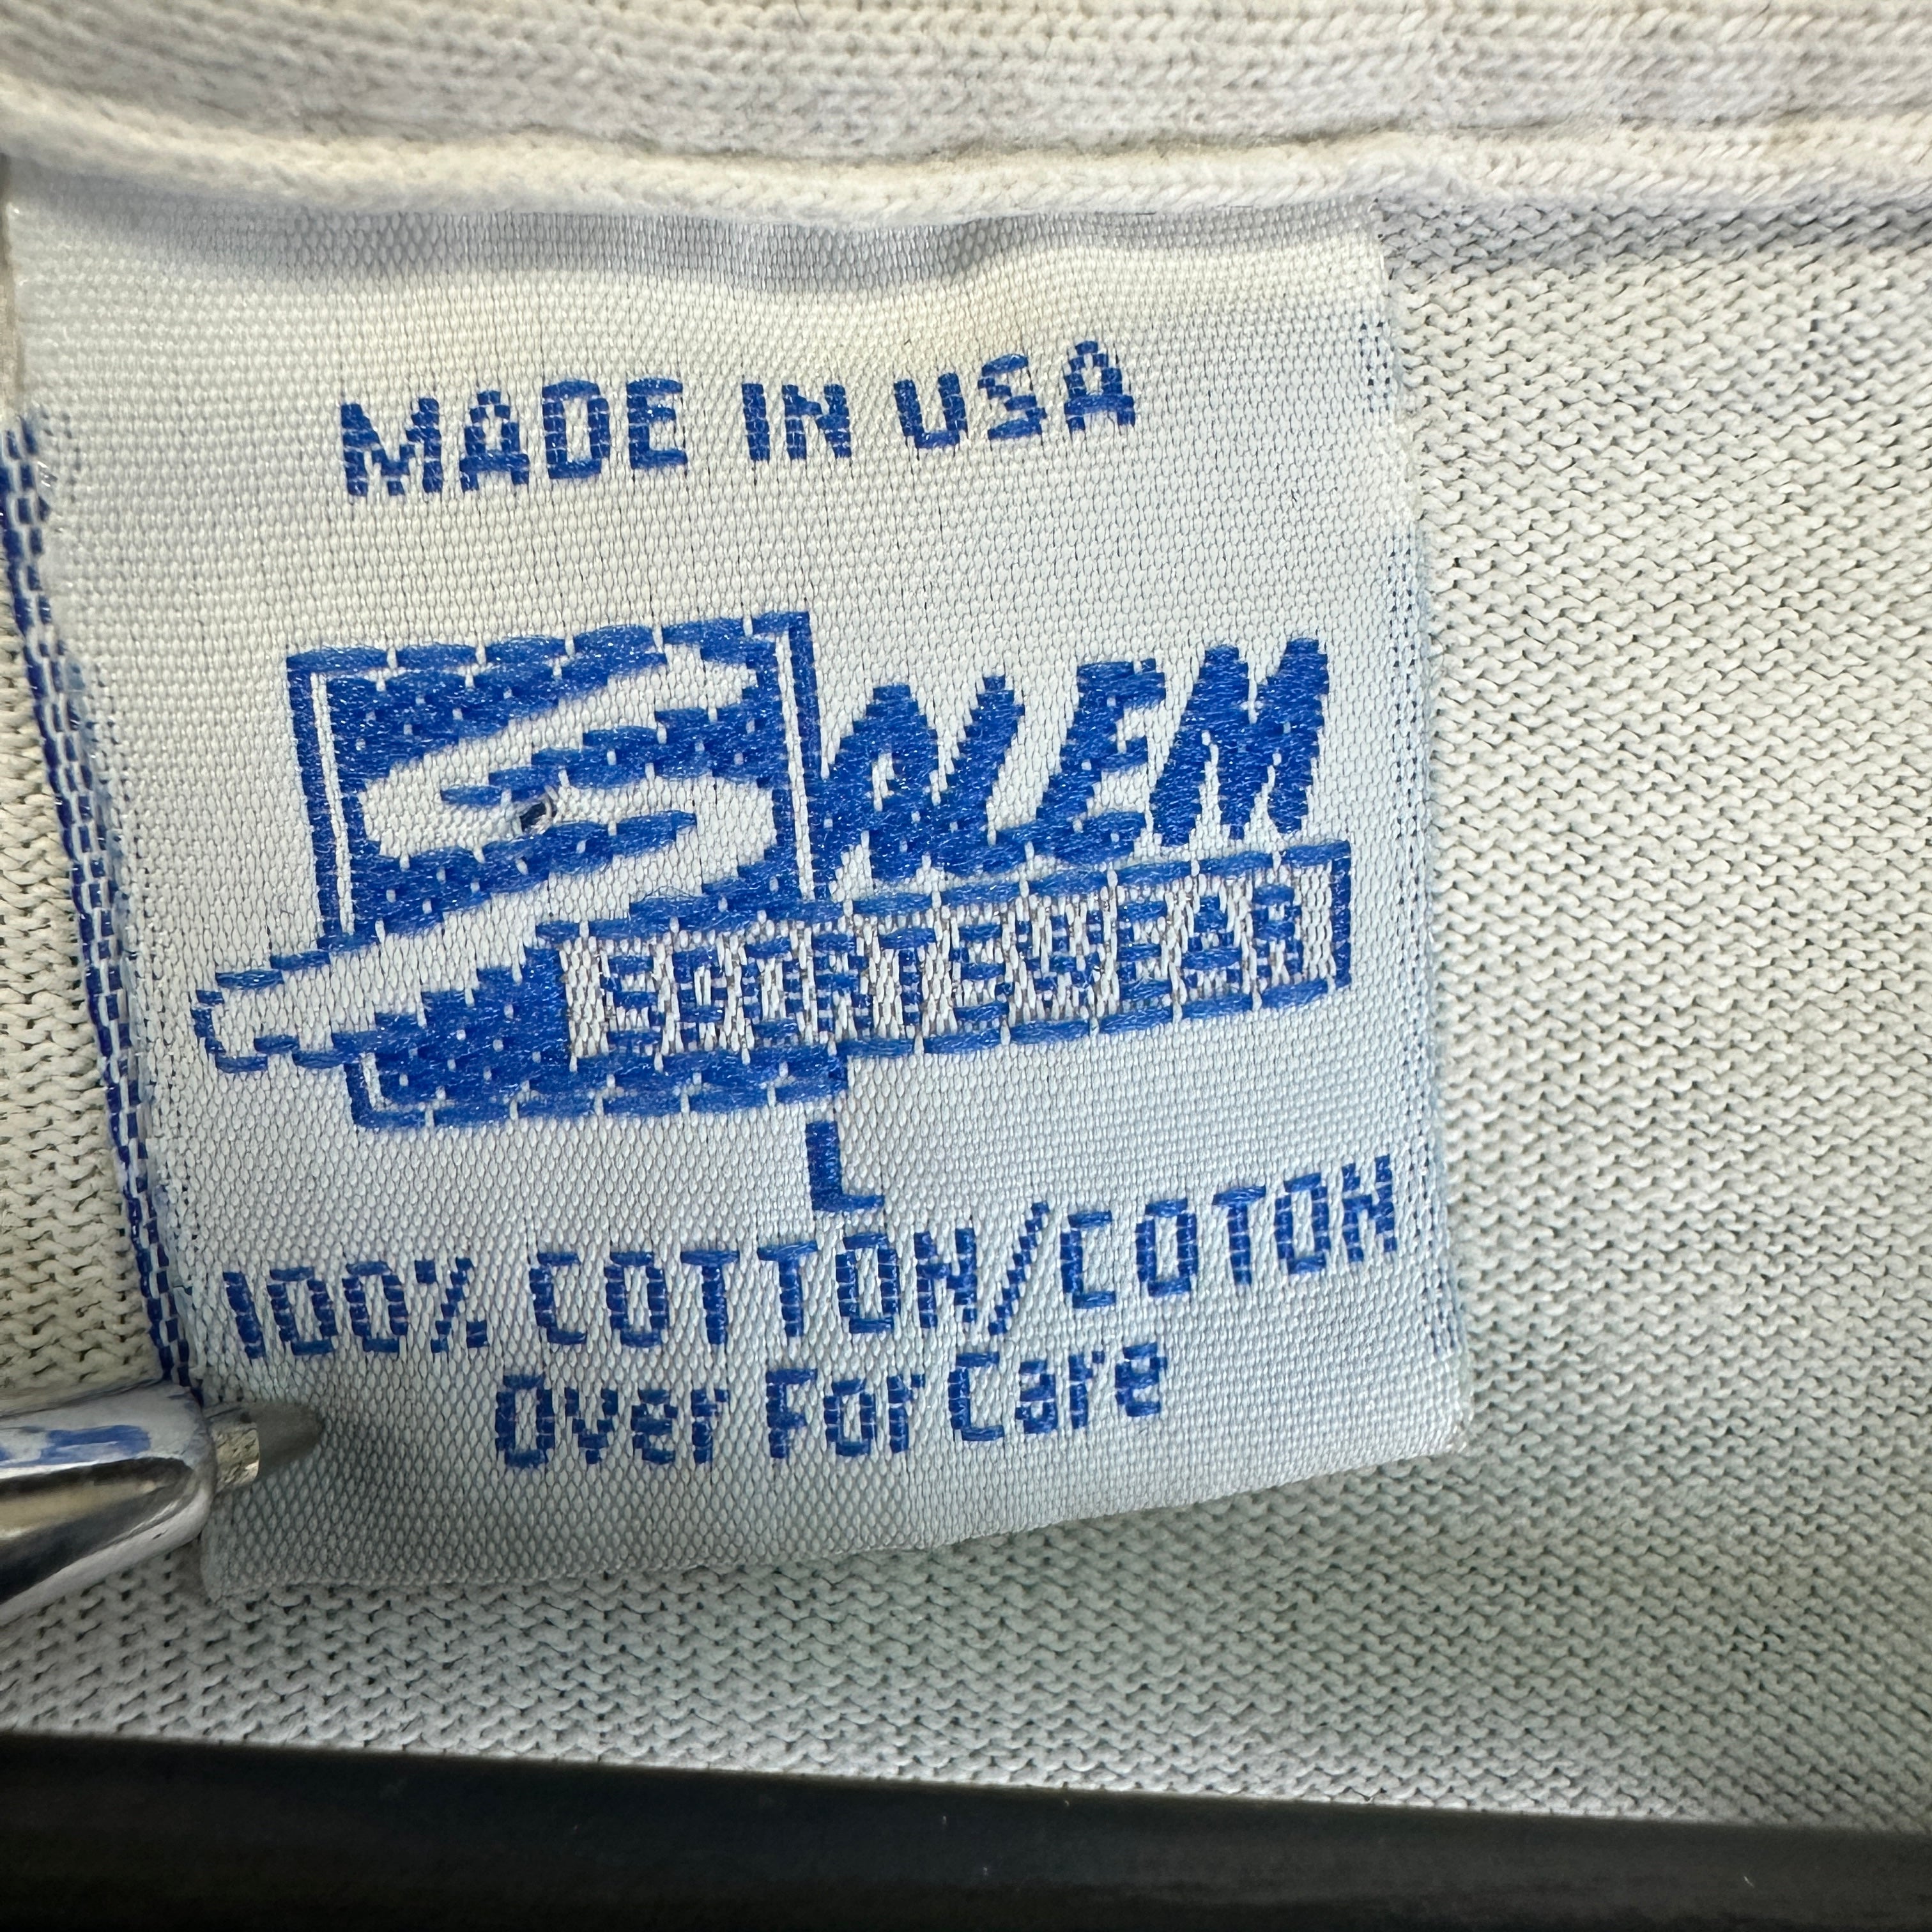 MADE IN USA
SALEM
SPORTSWEAR
L
100% COTTON/COTON
Over For Care